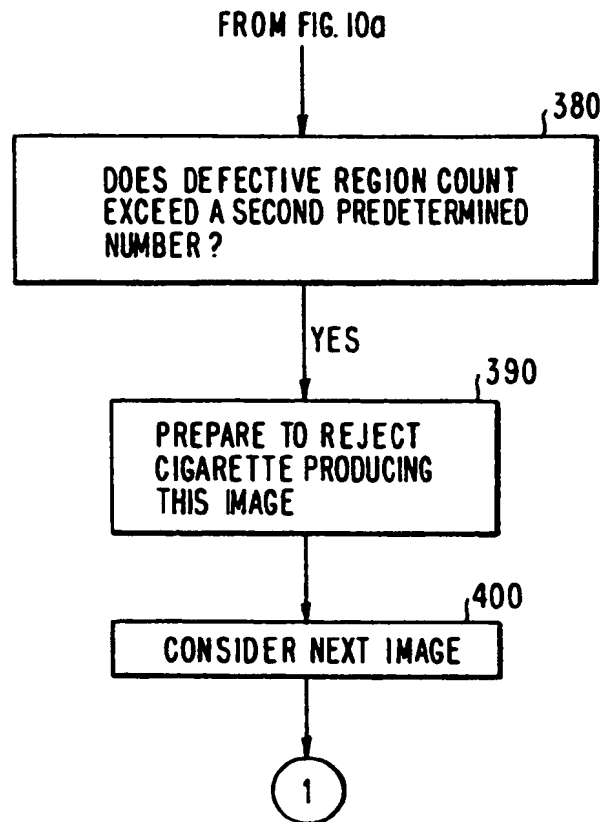 FROM FIG. 10a
380
DOES DEFECTIVE REGION COUNT
EXCEED A SECOND PREDETERMINED
NUMBER ?
YES
390
PREPARE TO REJECT
CIGARETTE PRODUCING
THIS IMAGE
400
CONSIDER NEXT IMAGE
1